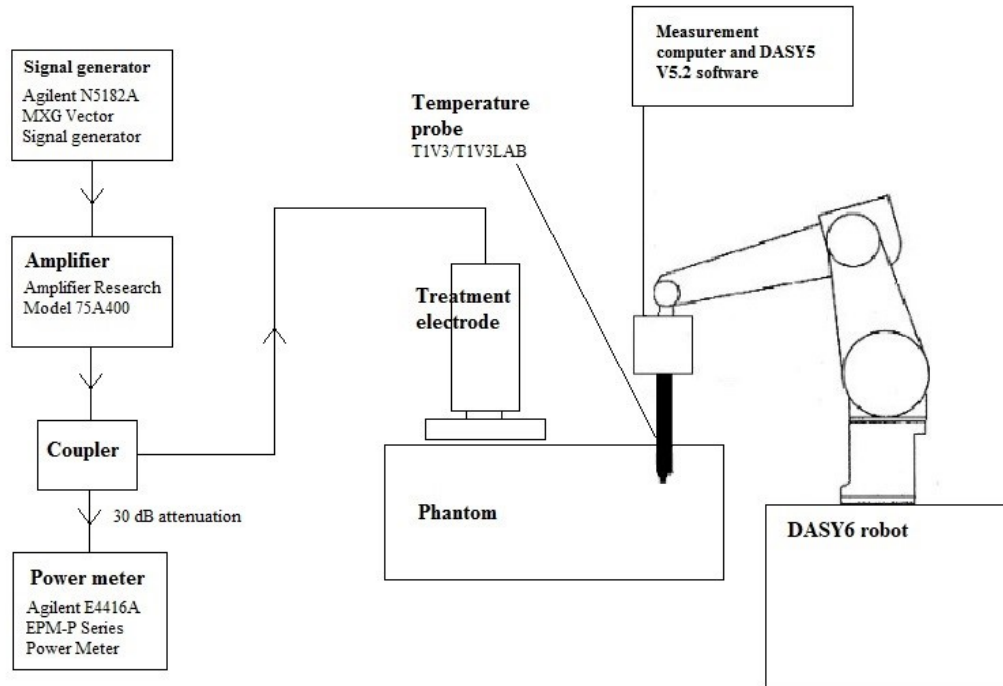 Signal generator
Agilent N5182A
MXG Vector
Signal generator
Amplifier
Amplifier Research
Model 75A400
Coupler
30 dB attenuation
Power meter
Agilent E4416A
EPM-P Series
Power Meter
Treatment
electrode
Temperature
probe
T1V3/T1V3LAB
Measurement
computer and DASY5
V5.2 software
Phantom
DASY6 robot